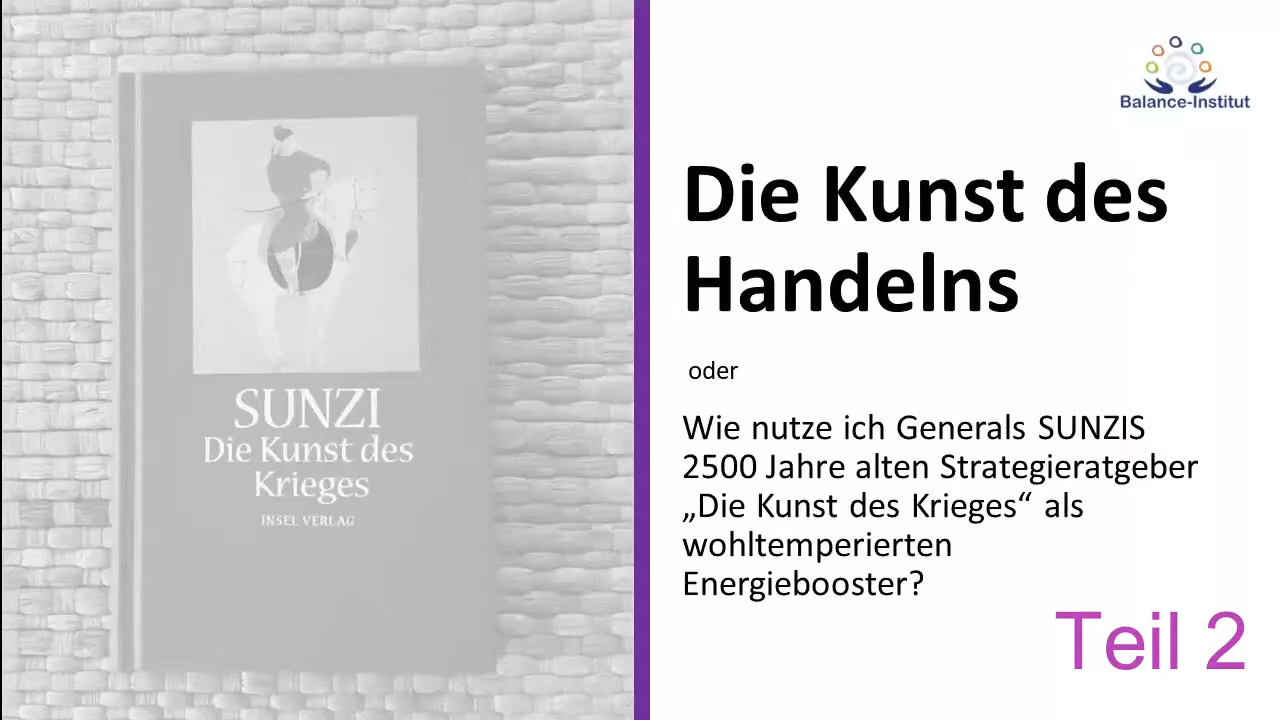 SUNZI
Die Kunst des
Krieges
INSEL VERLAG
Balance-Institut
Die Kunst des
Handelns
oder
Wie nutze ich Generals SUNZIS
2500 Jahre alten Strategieratgeber
„Die Kunst des Krieges“ als
wohltemperierten
Energiebooster?
Teil 2